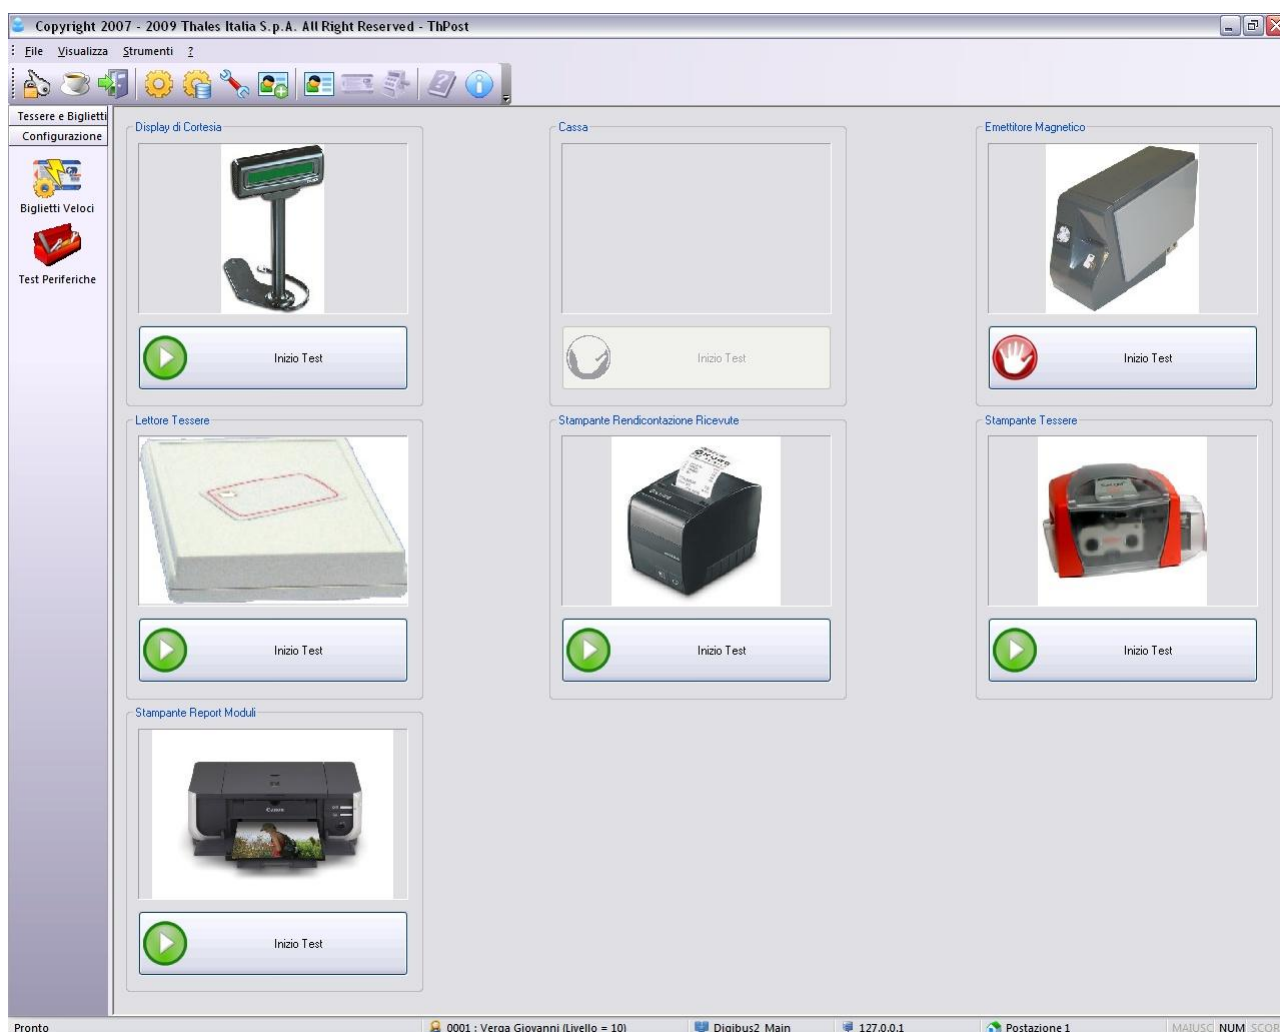 Copyright 2007 - 2009 Thales Italia S.p.A. All Right Reserved - ThPost
File Visualizza Strumenti ?
Tessere e Biglietti
Configurazione
Biglietti Veloci
Test Periferiche
Display di Cortesia
Inizio Test
Cassa
Inizio Test
Emettitore Magnetico
Inizio Test
Lettore Tessere
Inizio Test
Stampante Rendicontazione Ricevute
Inizio Test
Stampante Tessere
Inizio Test
Stampante Report Moduli
Canon
Inizio Test
Pronto 0001 : Verga Giovanni (Livello = 10) Digibus2_Main 127.0.0.1 Postazione 1 MAIUSC NUM SCOR